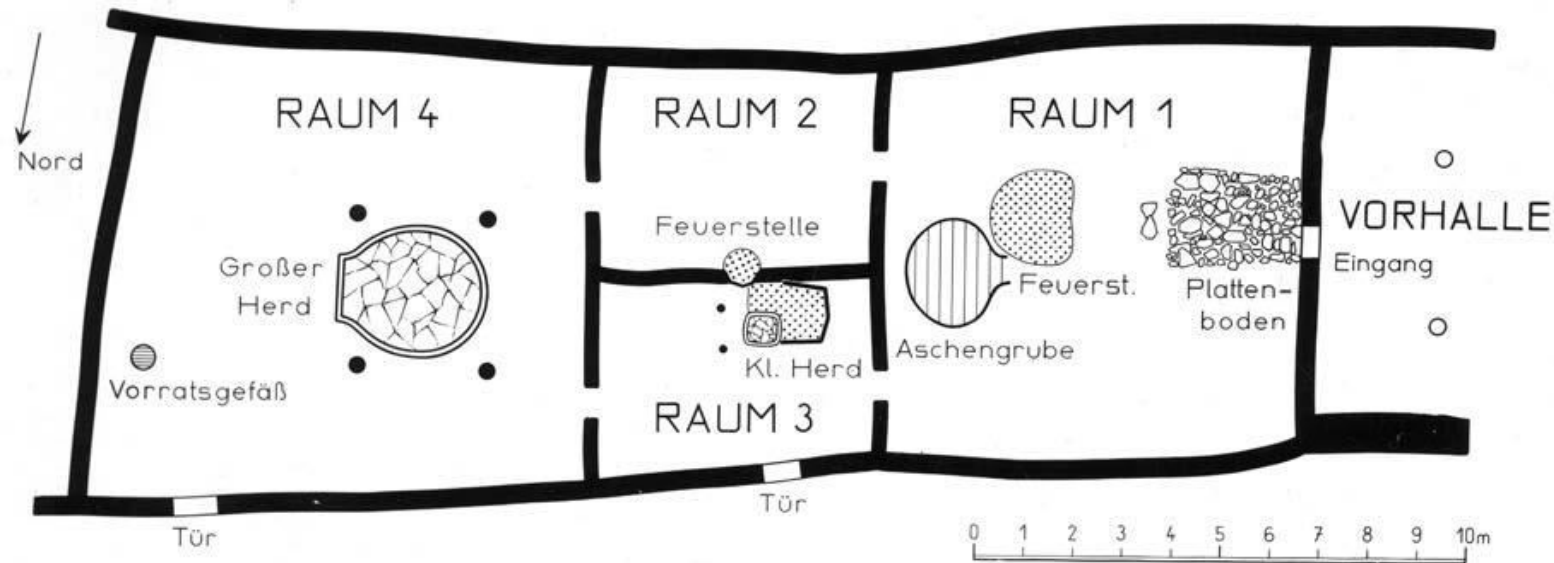 RAUM 4
RAUM 2
RAUM 1
Nord
Feuerstelle
VORHALLE
Großer
Herd
Eingang
Feuerst.
Platten-
boden
Aschengrube
Kl. Herd
Vorratsgefäß
RAUM 3
Tür
Tür
0 1 2 3 4 5 6 7 8 9 10m